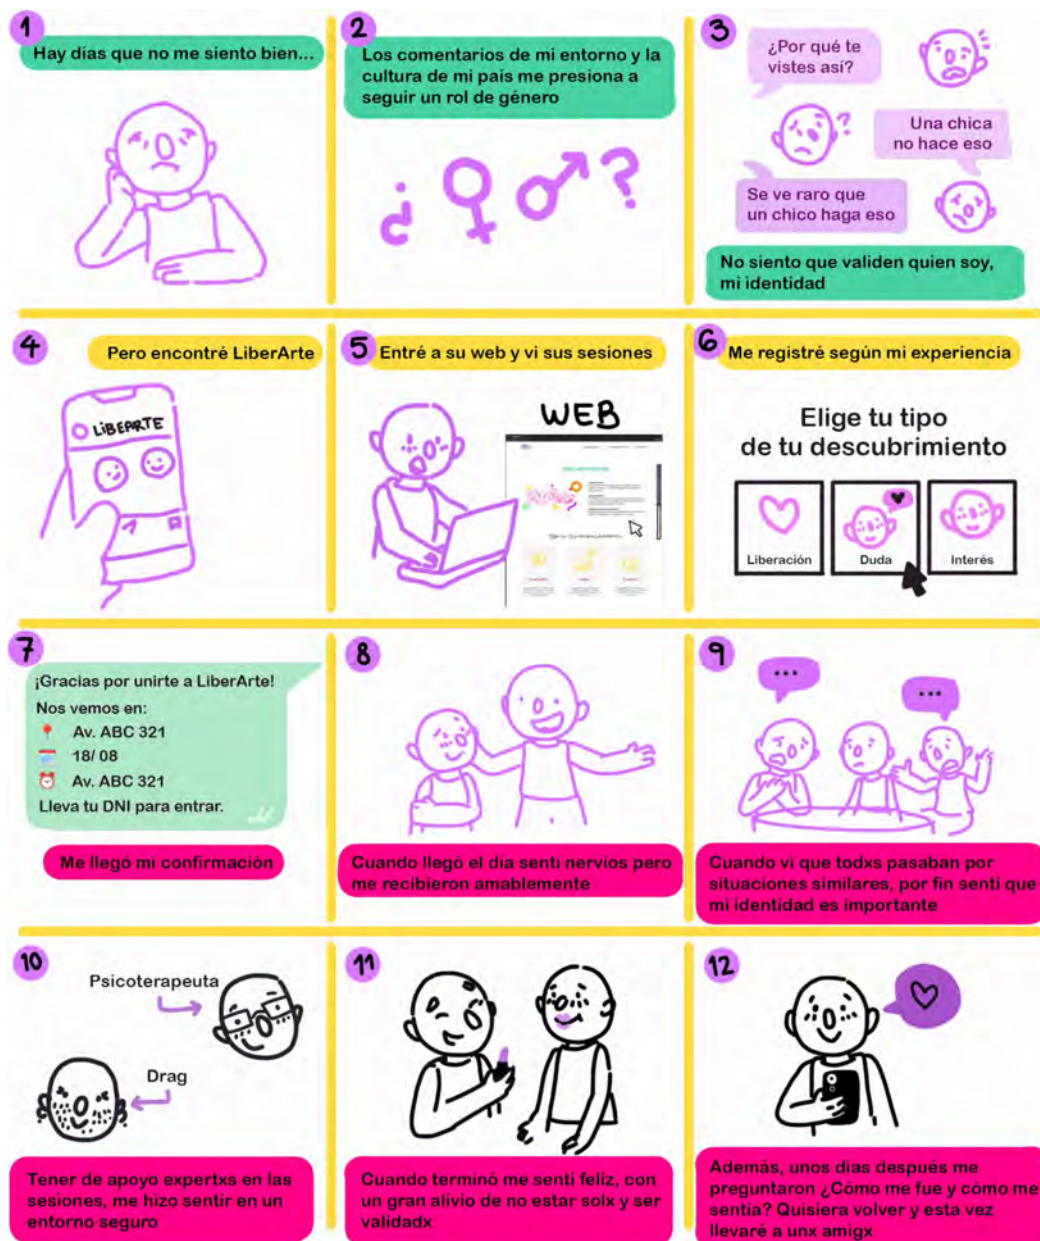 1
Hay días que no me siento bien...
2
Los comentarios de mi entorno y la
cultura de mi país me presiona a
seguir un rol de género
¿ ♀ ♂ ?
3
¿Por qué te
vistes así?
?
Una chica
no hace eso
Se ve raro que
un chico haga eso
No siento que validen quien soy,
mi identidad
4
Pero encontré LiberArte
LiBEARTE
5
Entré a su web y vi sus sesiones
WEB
6
Me registré según mi experiencia
Elige tu tipo
de tu descubrimiento
Liberación
Duda
Interés
7
¡Gracias por unirte a LiberArte!
Nos vemos en:
Av. ABC 321
18/ 08
Av. ABC 321
Lleva tu DNI para entrar.
Me llegó mi confirmación
8
Cuando llegó el día sentí nervios pero
me recibieron amablemente
9
...
...
Cuando vi que todxs pasaban por
situaciones similares, por fin sentí que
mi identidad es importante
10
Psicoterapeuta
Drag
Tener de apoyo expertxs en las
sesiones, me hizo sentir en un
entorno seguro
11
Cuando terminó me sentí feliz, con
un gran alivio de no estar solx y ser
validadx
12
Además, unos días después me
preguntaron ¿Cómo me fue y cómo me
sentía? Quisiera volver y esta vez
llevaré a unx amigx